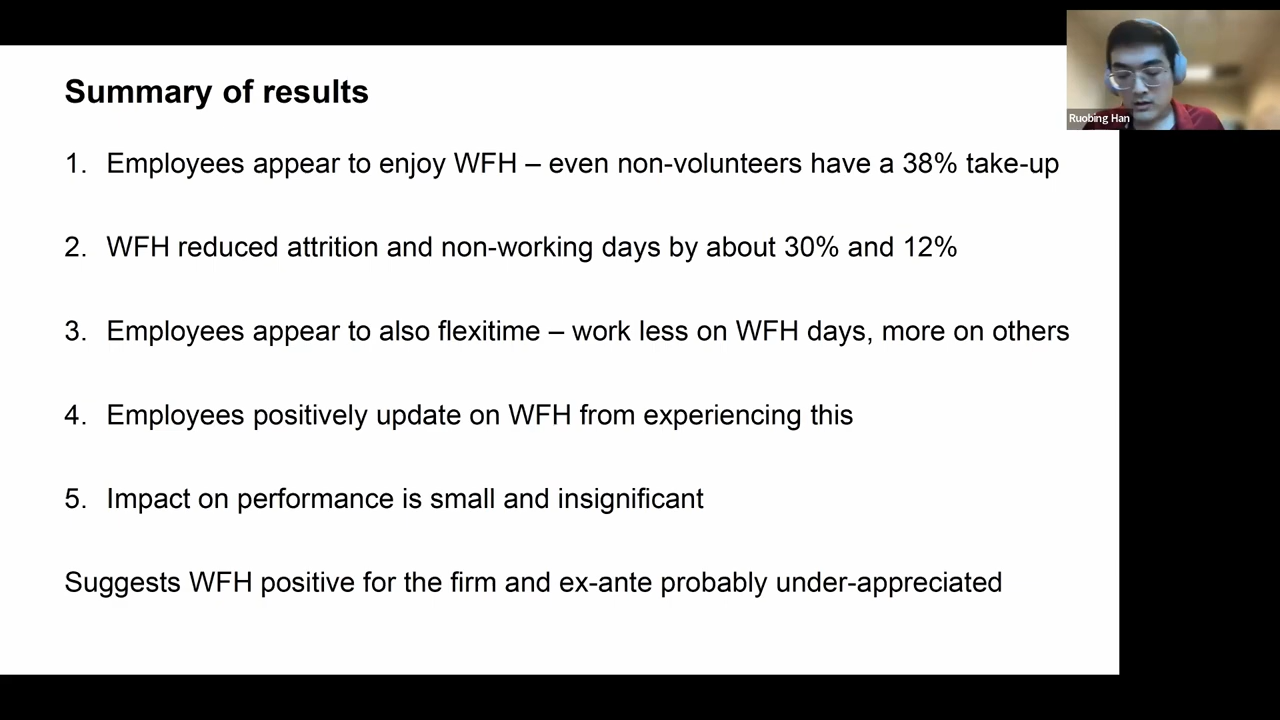 Summary of results
Ruobing Han
1. Employees appear to enjoy WFH – even non-volunteers have a 38% take-up
2. WFH reduced attrition and non-working days by about 30% and 12%
3. Employees appear to also flexitime – work less on WFH days, more on others
4. Employees positively update on WFH from experiencing this
5. Impact on performance is small and insignificant
Suggests WFH positive for the firm and ex-ante probably under-appreciated